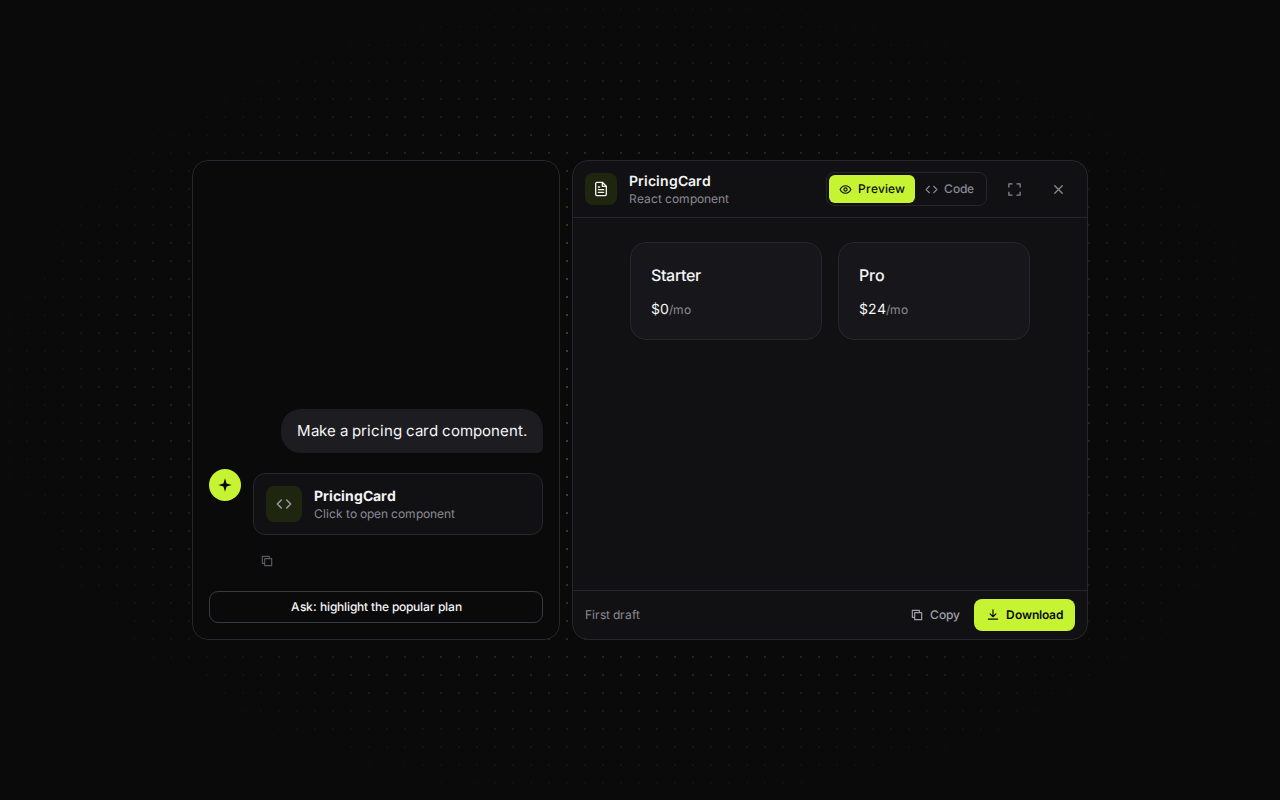 Make a pricing card component.
PricingCard
Click to open component
Ask: highlight the popular plan
PricingCard
React component
Preview
Code
Starter
$0/mo
Pro
$24/mo
First draft
Copy
Download